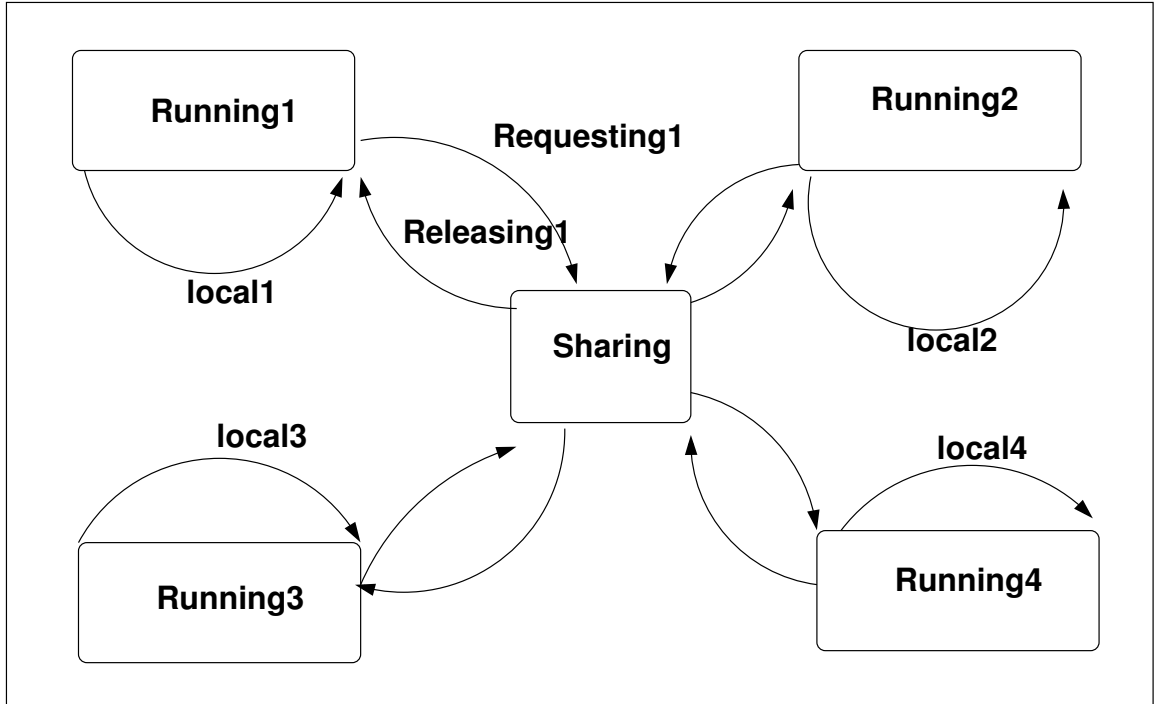 Running1
Running2
Requesting1
Releasing1
local1
local2
Sharing
local3
local4
Running3
Running4